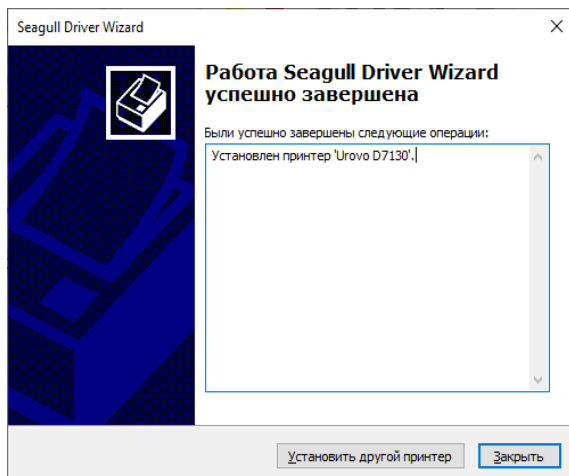 Seagull Driver Wizard
Работа Seagull Driver Wizard
успешно завершена
Были успешно завершены следующие операции:
Установлен принтер 'Urovo D7130'.
Установить другой принтер
Закрыть